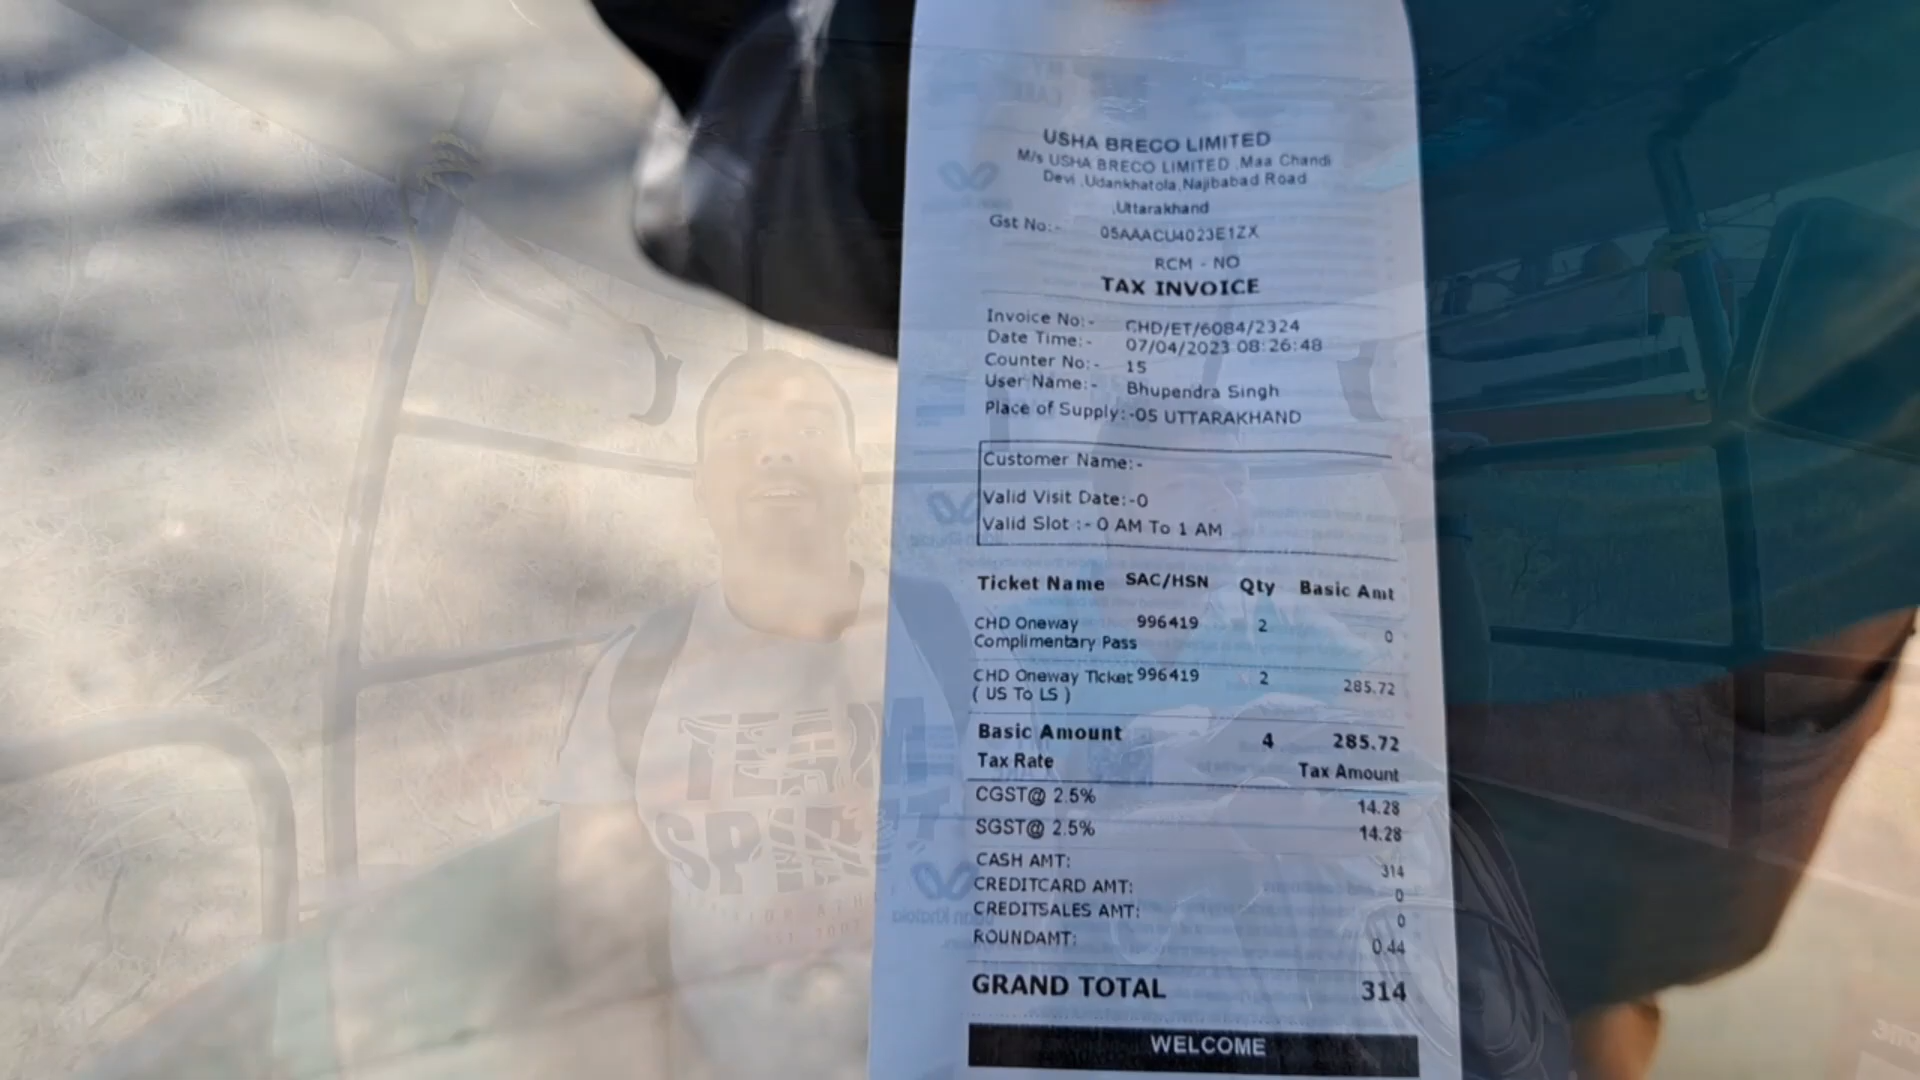 USHA BRECO LIMITED
M/s USHA BRECO LIMITED ,Maa Chandi
Devi ,Udankhatola,Najibabad Road
,Uttarakhand
Gst No:- 05AAACU4023E1ZX
RCM - NO
TAX INVOICE
Invoice No:- CHD/ET/6084/2324
Date Time:- 07/04/2023 08:26:48
Counter No:- 15
User Name:- Bhupendra Singh
Place of Supply:-05 UTTARAKHAND
Customer Name:-
Valid Visit Date:-0
Valid Slot :- 0 AM To 1 AM
Ticket Name SAC/HSN Qty Basic Amt
CHD Oneway 996419 2 0
Complimentary Pass
CHD Oneway Ticket 996419 2 285.72
( US To LS )
Basic Amount 4 285.72
Tax Rate Tax Amount
CGST@ 2.5% 14.28
SGST@ 2.5% 14.28
CASH AMT: 314
CREDITCARD AMT: 0
CREDITSALES AMT: 0
ROUNDAMT: 0.44
GRAND TOTAL 314
WELCOME
TEAM
SPIRIT